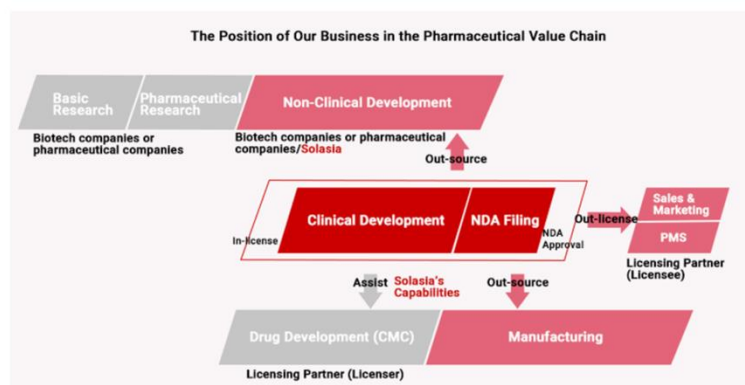 The Position of Our Business in the Pharmaceutical Value Chain
Basic
Research
Pharmaceutical
Research
Non-Clinical Development
Biotech companies or
pharmaceutical companies
Biotech companies or pharmaceutical
companies/Solasia
Out-source
In-license
Clinical Development
NDA Filing
NDA
Approval
Out-license
Sales &
Marketing
PMS
Licensing Partner
(Licensee)
Assist
Solasia's
Capabilities
Out-source
Drug Development (CMC)
Manufacturing
Licensing Partner (Licenser)